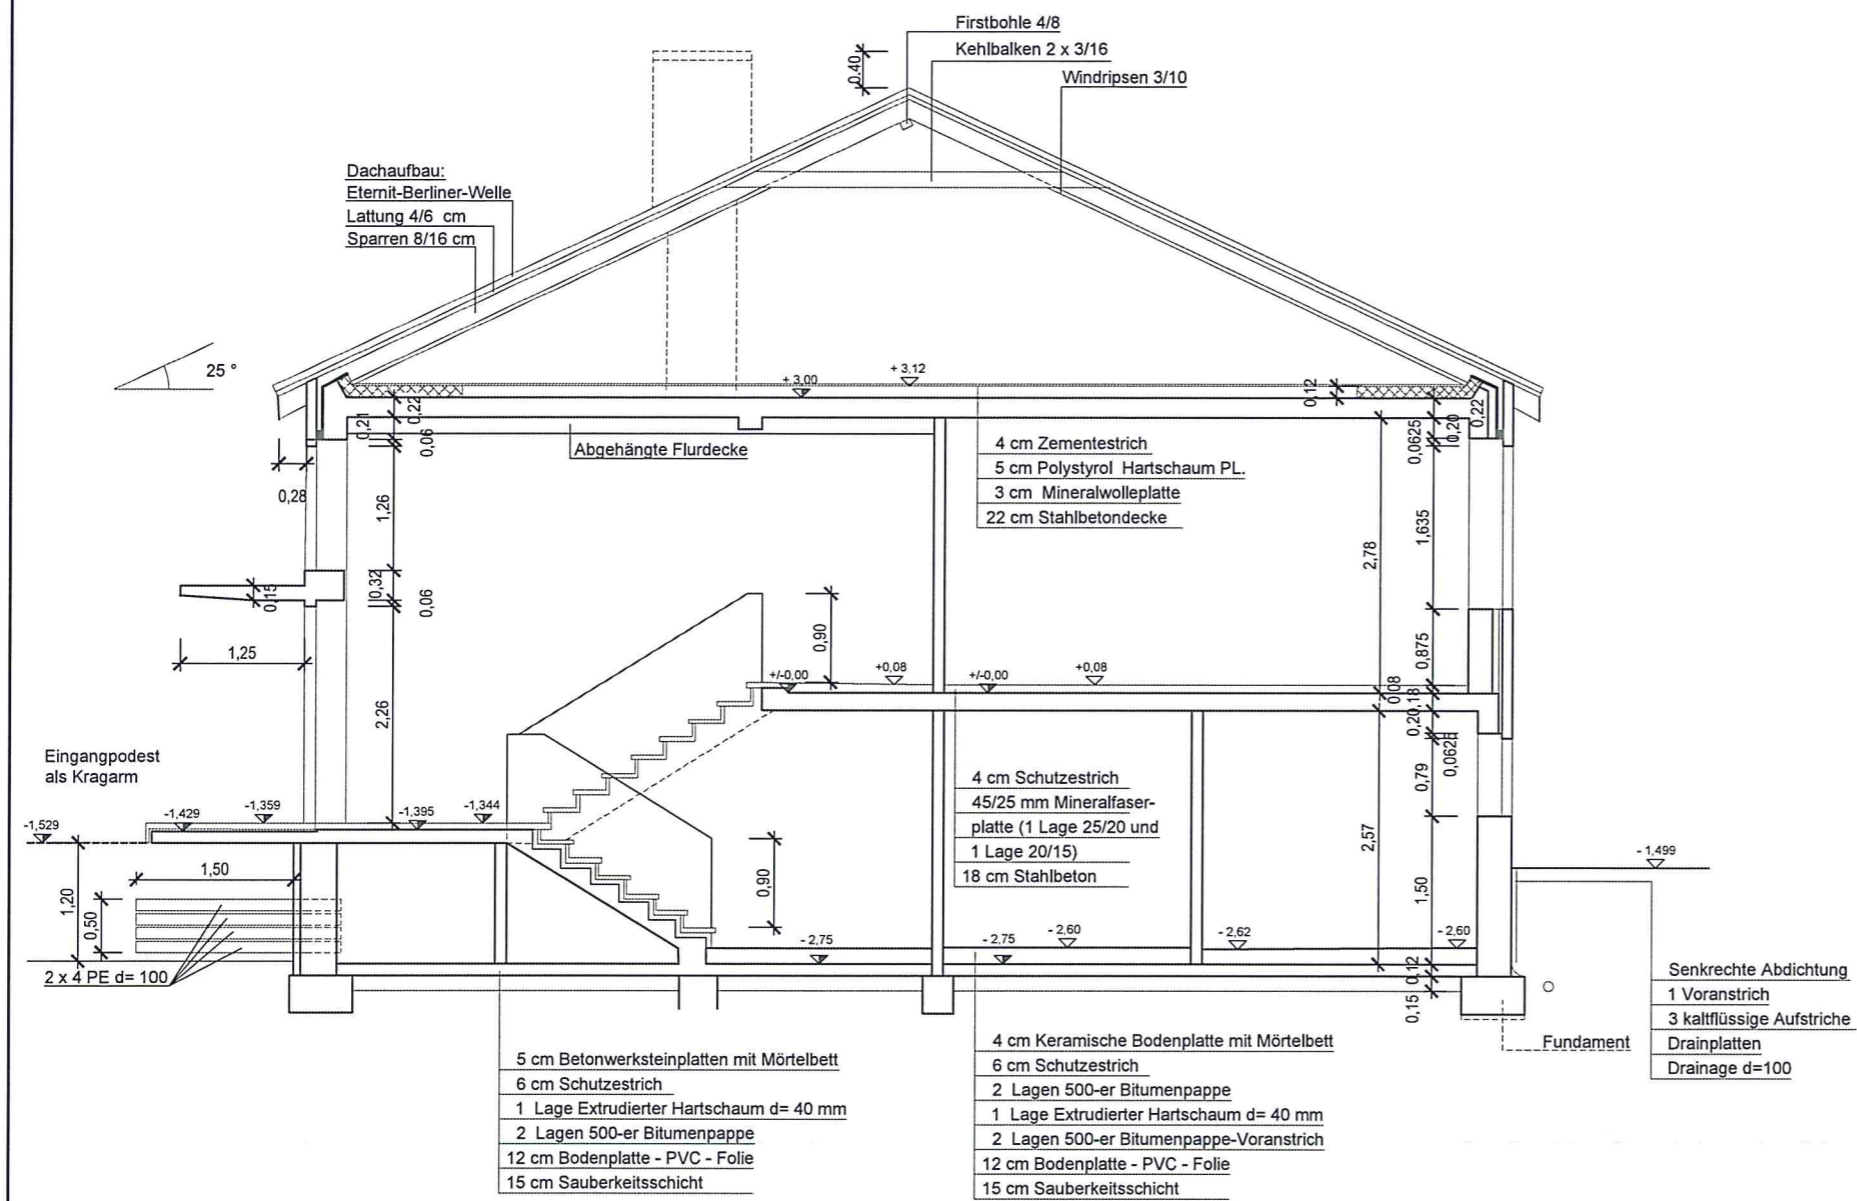 Firstbohle 4/8
Kehlbalken 2 x 3/16
Windripsen 3/10
0.40
Dachaufbau:
Eternit-Berliner-Welle
Lattung 4/6 cm
Sparren 8/16 cm
25 °
+ 3,00
+ 3,12
0,12
0,21
0,22
0,06
0,28
1,26
Abgehängte Flurdecke
4 cm Zementestrich
5 cm Polystyrol Hartschaum PL.
3 cm Mineralwolleplatte
22 cm Stahlbetondecke
0,0625
0,20
0,22
1,635
2,78
0,15
0,32
0,06
1,25
2,26
0,90
+/-0,00
+0,08
+/-0,00
+0,08
0,875
0,08
0,18
0,20
0,0625
0,79
Eingangpodest
als Kragarm
-1,529
-1,429
-1,359
-1,395
-1,344
4 cm Schutzestrich
45/25 mm Mineralfaser-
platte (1 Lage 25/20 und
1 Lage 20/15)
18 cm Stahlbeton
2,57
1,50
- 1,499
1,50
1,20
0,50
0,90
2 x 4 PE d= 100
- 2,75
- 2,75
- 2,60
- 2,62
- 2,60
0,12
0,15
Senkrechte Abdichtung
1 Voranstrich
3 kaltflüssige Aufstriche
Drainplatten
Drainage d=100
Fundament
5 cm Betonwerksteinplatten mit Mörtelbett
6 cm Schutzestrich
1 Lage Extrudierter Hartschaum d= 40 mm
2 Lagen 500-er Bitumenpappe
12 cm Bodenplatte - PVC - Folie
15 cm Sauberkeitsschicht
4 cm Keramische Bodenplatte mit Mörtelbett
6 cm Schutzestrich
2 Lagen 500-er Bitumenpappe
1 Lage Extrudierter Hartschaum d= 40 mm
2 Lagen 500-er Bitumenpappe-Voranstrich
12 cm Bodenplatte - PVC - Folie
15 cm Sauberkeitsschicht